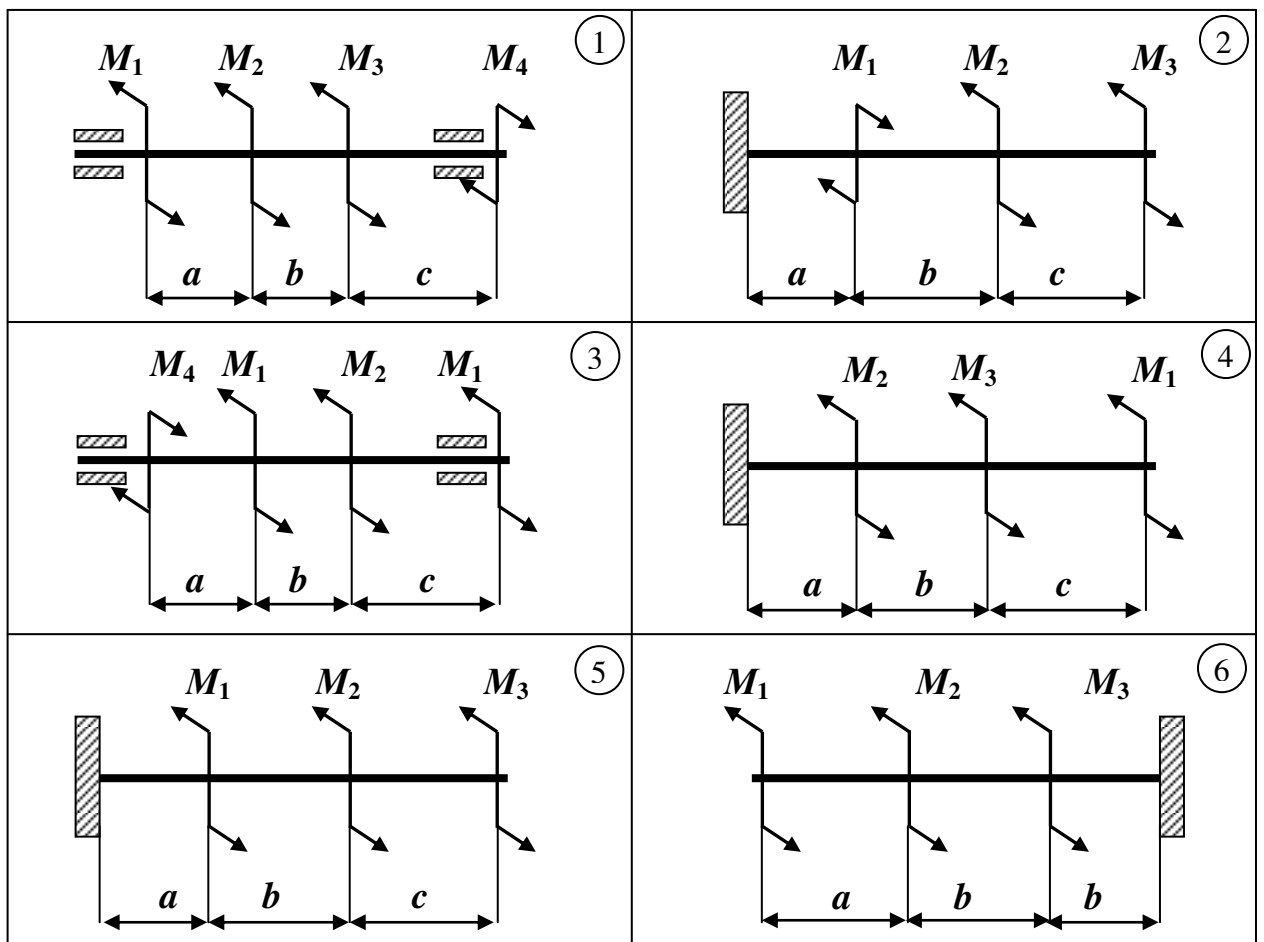 1
M1 M2 M3 M4
a b c
2
M1 M2 M3
a b c
3
M4 M1 M2 M1
a b c
4
M2 M3 M1
a b c
5
M1 M2 M3
a b c
6
M1 M2 M3
a b b